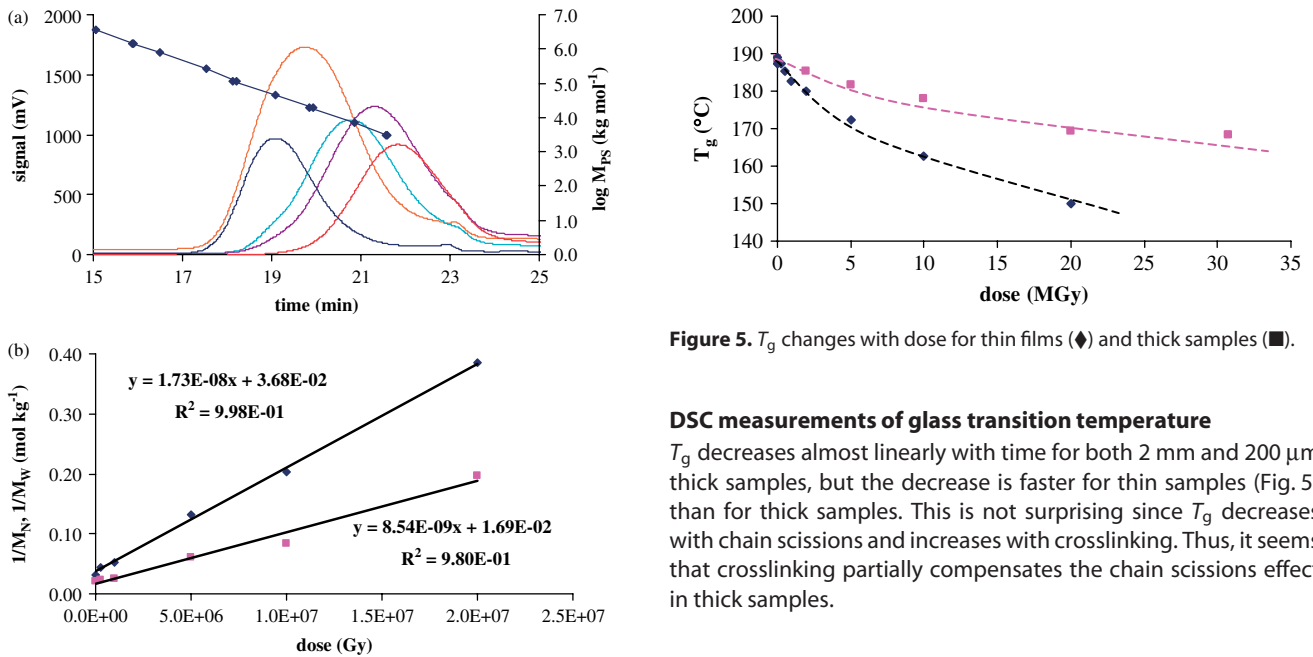 (a)
2000
1500
1000
500
0
signal (mV)
7.0
6.0
5.0
4.0
3.0
2.0
1.0
0.0
log M_PS (kg mol⁻¹)
15 17 19 21 23 25
time (min)
(b)
0.40
0.30
0.20
0.10
0.00
1/M_N, 1/M_W (mol kg⁻¹)
y = 1.73E-08x + 3.68E-02
R² = 9.98E-01
y = 8.54E-09x + 1.69E-02
R² = 9.80E-01
0.0E+00 5.0E+06 1.0E+07 1.5E+07 2.0E+07
dose (Gy)
200
190
180
170
160
150
140
T_g (°C)
0 5 10 15 20 25 30 35
dose (MGy)
Figure 5. T_g changes with dose for thin films (◆) and thick samples (■).
DSC measurements of glass transition temperature
T_g decreases almost linearly with time for both 2 mm and 200 μm
thick samples, but the decrease is faster for thin samples (Fig. 5
than for thick samples. This is not surprising since T_g decreases
with chain scissions and increases with crosslinking. Thus, it seems
that crosslinking partially compensates the chain scissions effect
in thick samples.